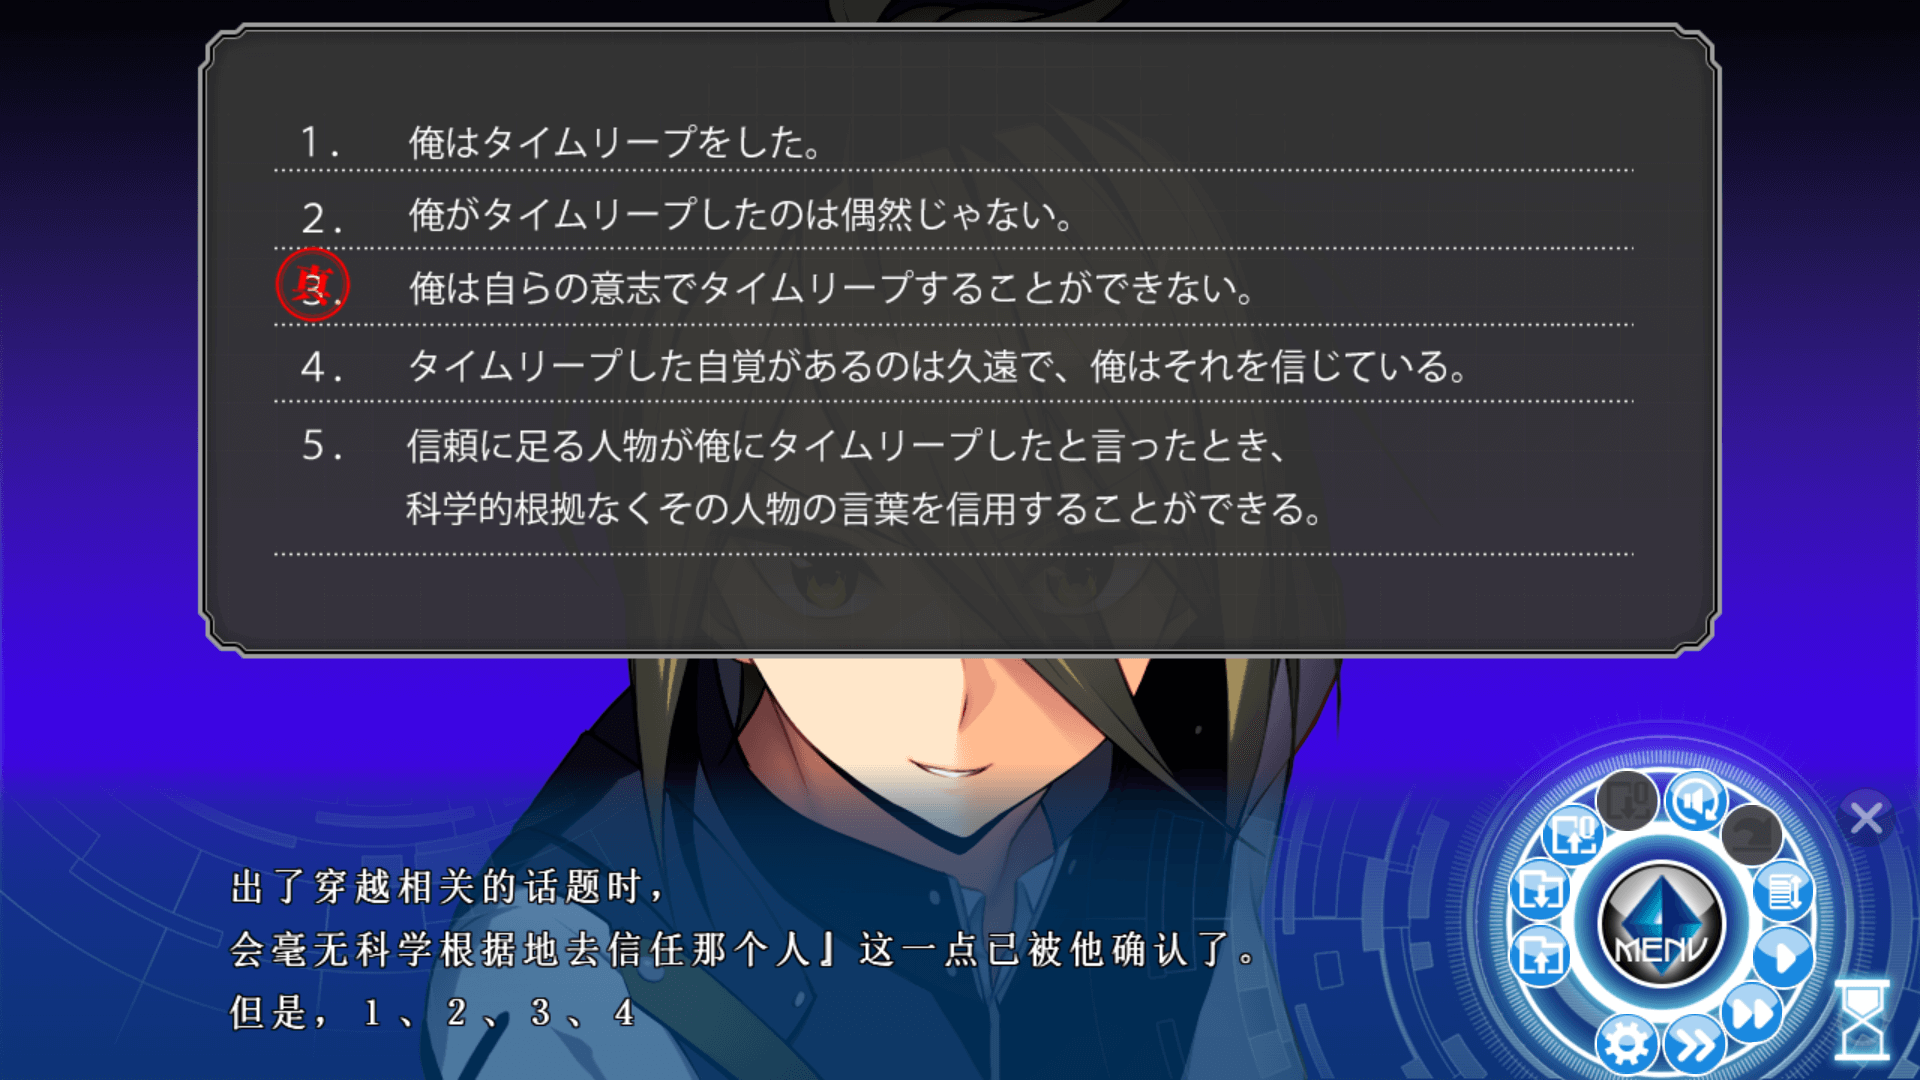 1. 俺はタイムリープをした。
2. 俺がタイムリープしたのは偶然じゃない。
真
3. 俺は自らの意志でタイムリープすることができない。
4. タイムリープした自覚があるのは久遠で、俺はそれを信じている。
5. 信頼に足る人物が俺にタイムリープしたと言ったとき、
科学的根拠なくその人物の言葉を信用することができる。
出了穿越相关的话题时，
会毫无科学根据地去信任那个人』这一点已被他确认了。
但是，1、2、3、4
MENU